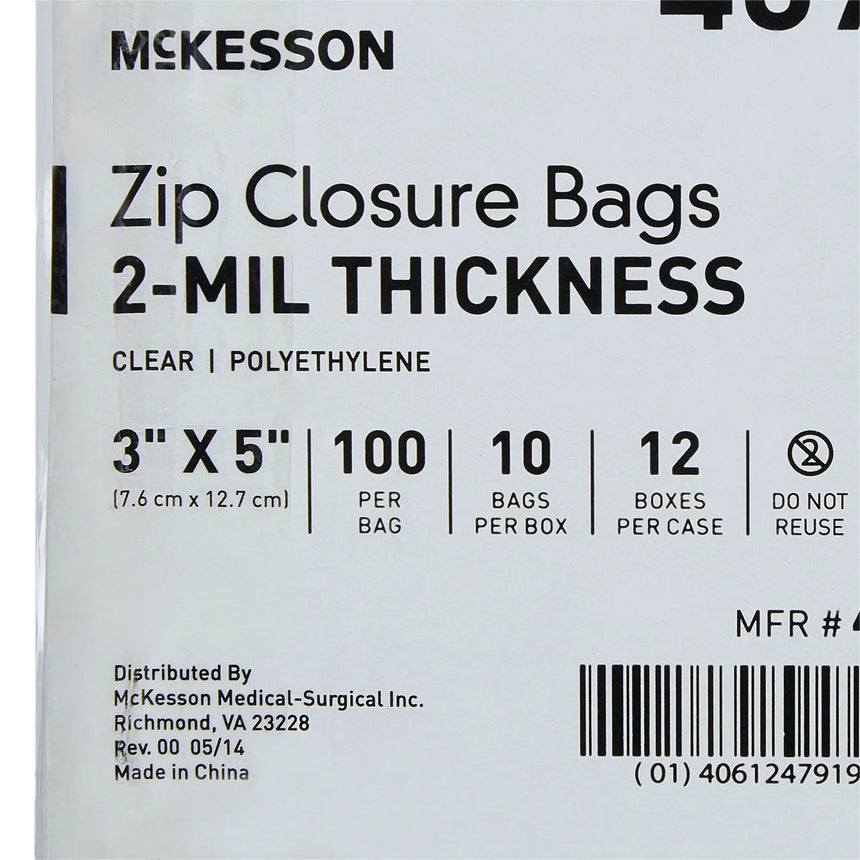 McKESSON
Zip Closure Bags
2-MIL THICKNESS
CLEAR | POLYETHYLENE
3" X 5" | 100 | 10 | 12
(7.6 cm x 12.7 cm) PER BAGS BOXES DO NOT
BAG PER BOX PER CASE REUSE
MFR #
Distributed By
McKesson Medical-Surgical Inc.
Richmond, VA 23228
Rev. 00 05/14
Made in China
( 01) 4061247919